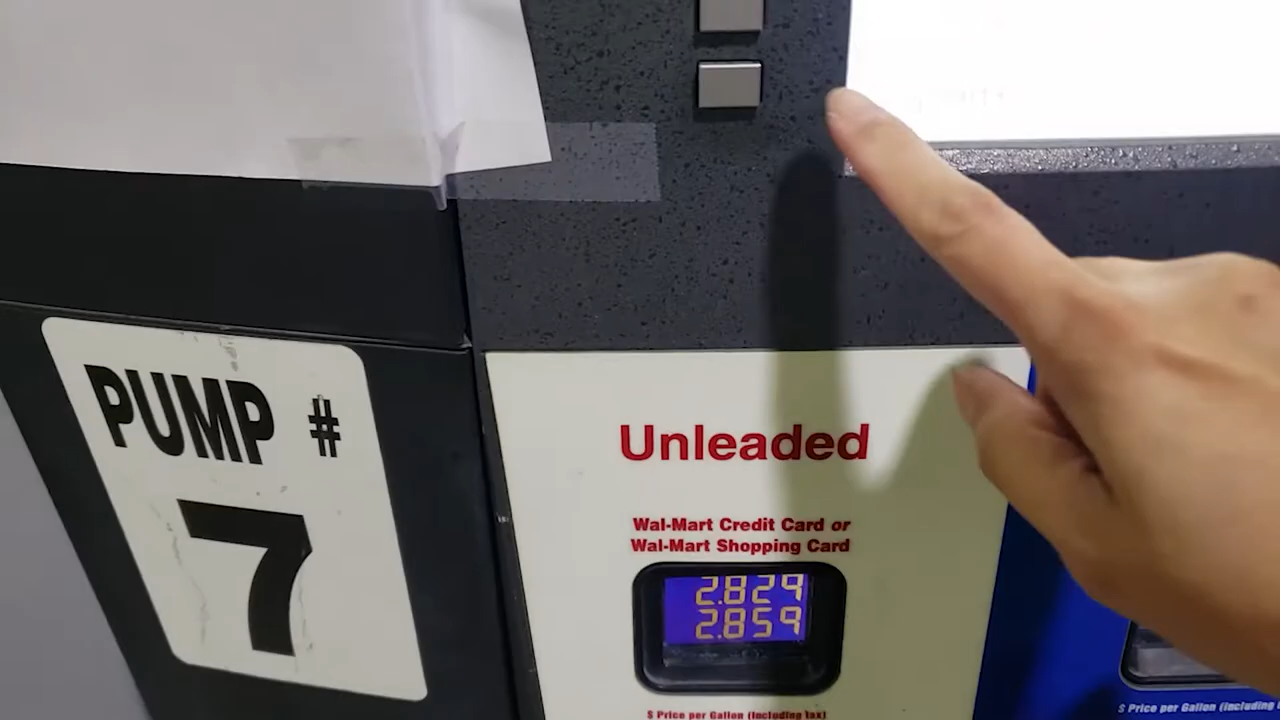 PUMP #
7
Unleaded
Wal-Mart Credit Card or
Wal-Mart Shopping Card
2.829
2.859
$ Price per Gallon (Including tax)
$ Price per Gallon (Including